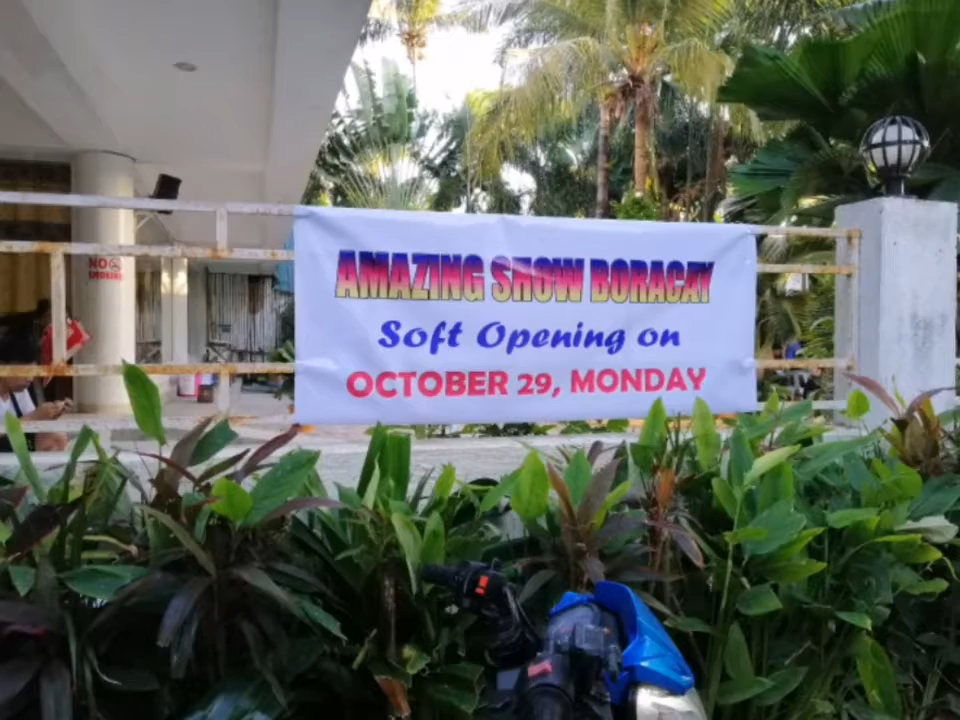 AMAZING SHOW BORACAY
Soft Opening on
OCTOBER 29, MONDAY
NO
SMOKING